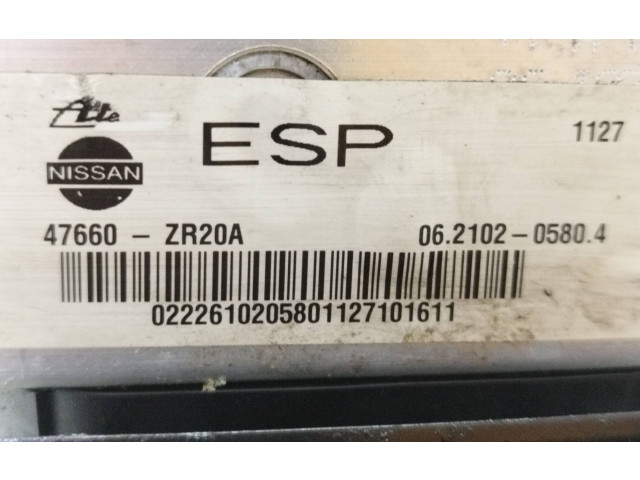 Ate
ESP
1127
NISSAN
47660 - ZR20A
06.2102-0580.4
0222610205801127101611